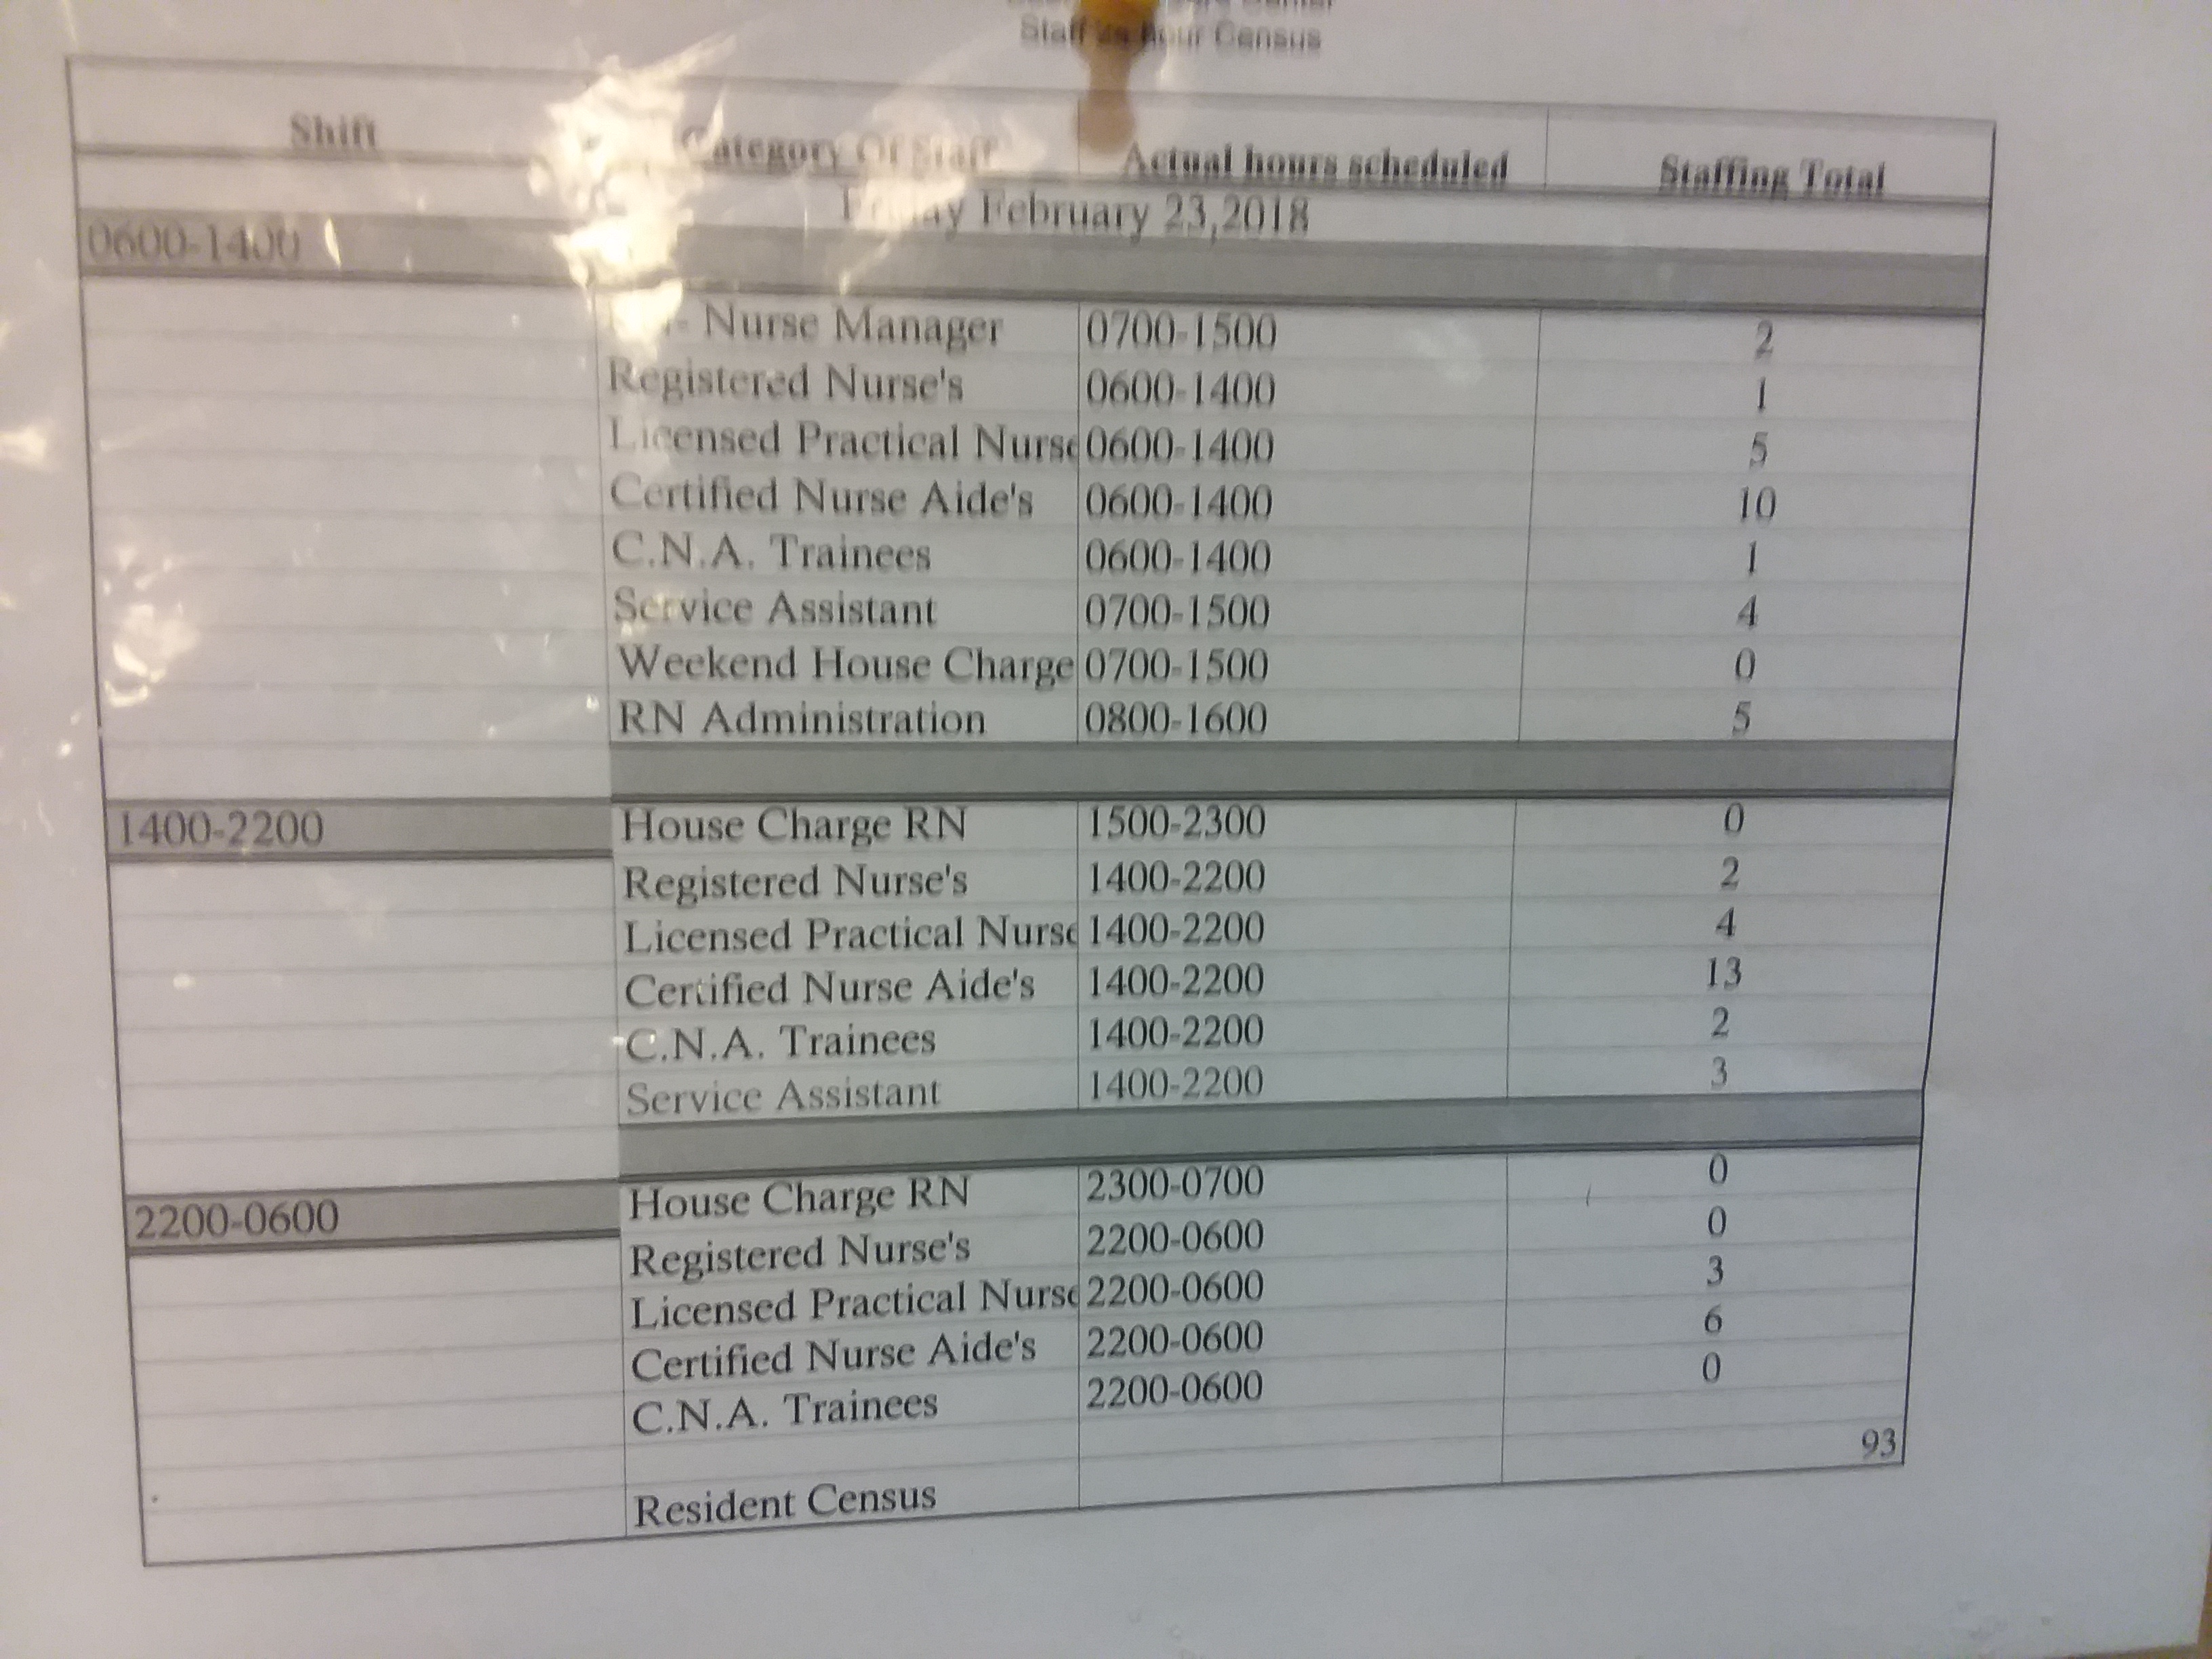 Staff hour Census
Shift Category Of Staff Actual hours scheduled Staffing Total
Friday February 23,2018
0600-1400
Nurse Manager 0700-1500 2
Registered Nurse's 0600-1400 1
Licensed Practical Nurse 0600-1400 5
Certified Nurse Aide's 0600-1400 10
C.N.A. Trainees 0600-1400 1
Service Assistant 0700-1500 4
Weekend House Charge 0700-1500 0
RN Administration 0800-1600 5
1400-2200 House Charge RN 1500-2300 0
Registered Nurse's 1400-2200 2
Licensed Practical Nurse 1400-2200 4
Certified Nurse Aide's 1400-2200 13
C.N.A. Trainees 1400-2200 2
Service Assistant 1400-2200 3
2200-0600 House Charge RN 2300-0700 0
Registered Nurse's 2200-0600 0
Licensed Practical Nurse 2200-0600 3
Certified Nurse Aide's 2200-0600 6
C.N.A. Trainees 2200-0600 0
Resident Census 93